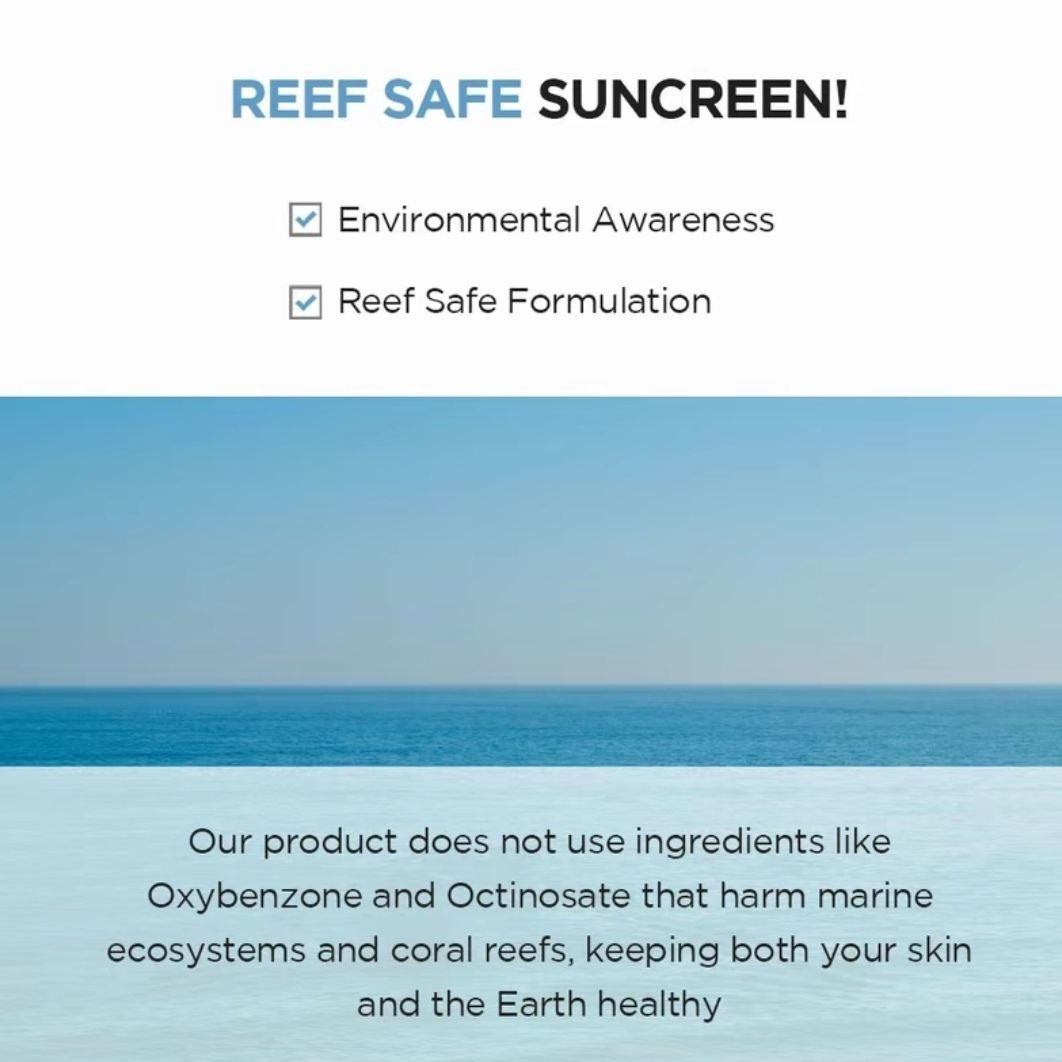 REEF SAFE SUNCREEN!
Environmental Awareness
Reef Safe Formulation
Our product does not use ingredients like
Oxybenzone and Octinosate that harm marine
ecosystems and coral reefs, keeping both your skin
and the Earth healthy